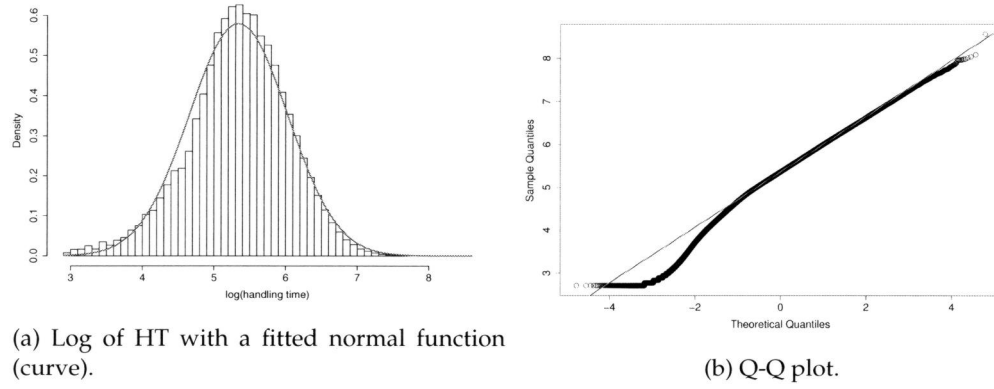 0.6
0.5
0.4
0.3
0.2
0.1
0.0
Density
3 4 5 6 7 8
log(handling time)
(a) Log of HT with a fitted normal function
(curve).
8
7
6
5
4
3
Sample Quantiles
−4 −2 0 2 4
Theoretical Quantiles
(b) Q-Q plot.